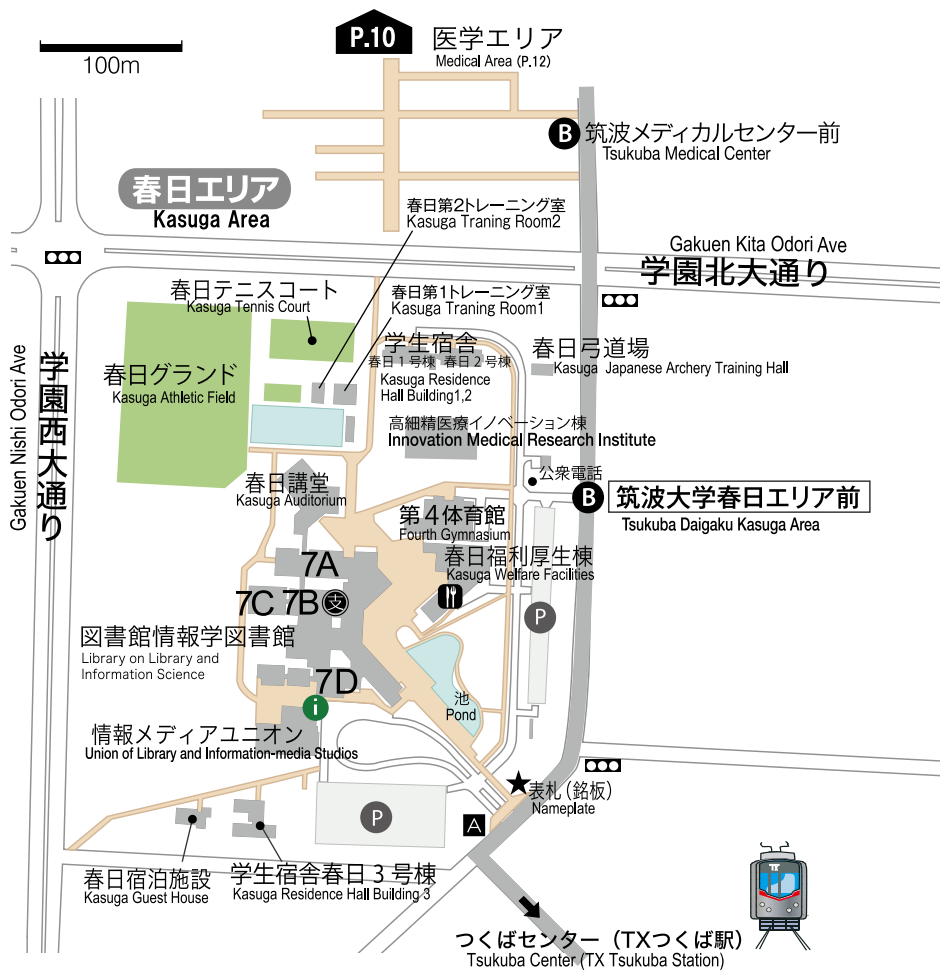 P.10
医学エリア
Medical Area (P.12)
100m
B
筑波メディカルセンター前
Tsukuba Medical Center
春日エリア
Kasuga Area
春日第2トレーニング室
Kasuga Traning Room2
Gakuen Kita Odori Ave
学園北大通り
春日テニスコート
Kasuga Tennis Court
春日第1トレーニング室
Kasuga Traning Room1
学生宿舎
春日1号棟 春日2号棟
Kasuga Residence
Hall Building1,2
春日弓道場
Kasuga Japanese Archery Training Hall
Gakuen Nishi Odori Ave
学園西大通り
春日グランド
Kasuga Athletic Field
高細精医療イノベーション棟
Innovation Medical Research Institute
公衆電話
春日講堂
Kasuga Auditorium
B
筑波大学春日エリア前
Tsukuba Daigaku Kasuga Area
第4体育館
Fourth Gymnasium
春日福利厚生棟
Kasuga Welfare Facilities
7A
7C 7B 支
P
図書館情報学図書館
Library on Library and
Information Science
7D
i
池
Pond
情報メディアユニオン
Union of Library and Information-media Studios
表札(銘板)
Nameplate
P
A
春日宿泊施設
Kasuga Guest House
学生宿舎春日3号棟
Kasuga Residence Hall Building 3
つくばセンター(TXつくば駅)
Tsukuba Center (TX Tsukuba Station)